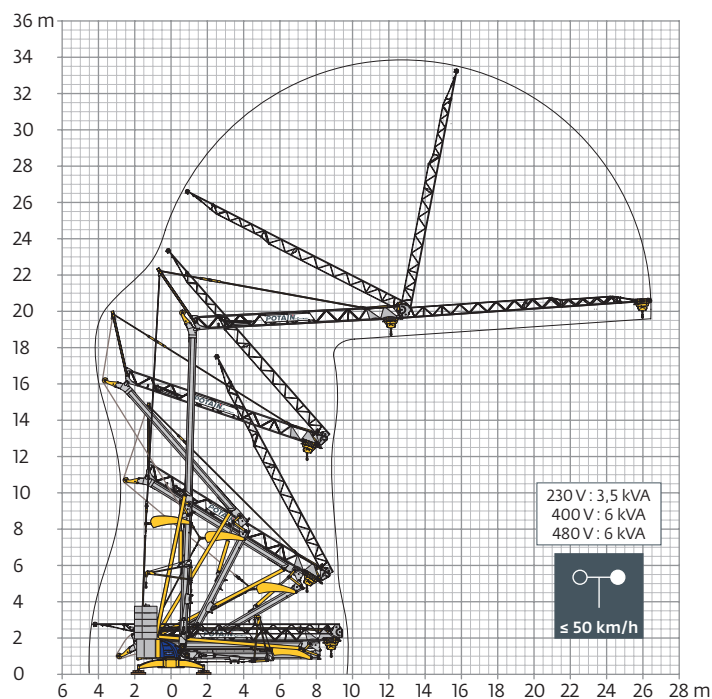 36 m
34
32
30
28
26
24
22
20
18
16
14
12
10
8
6
4
2
0
POTAIN
230 V : 3,5 kVA
400 V : 6 kVA
480 V : 6 kVA
≤ 50 km/h
6 4 2 0 2 4 6 8 10 12 14 16 18 20 22 24 26 28 m